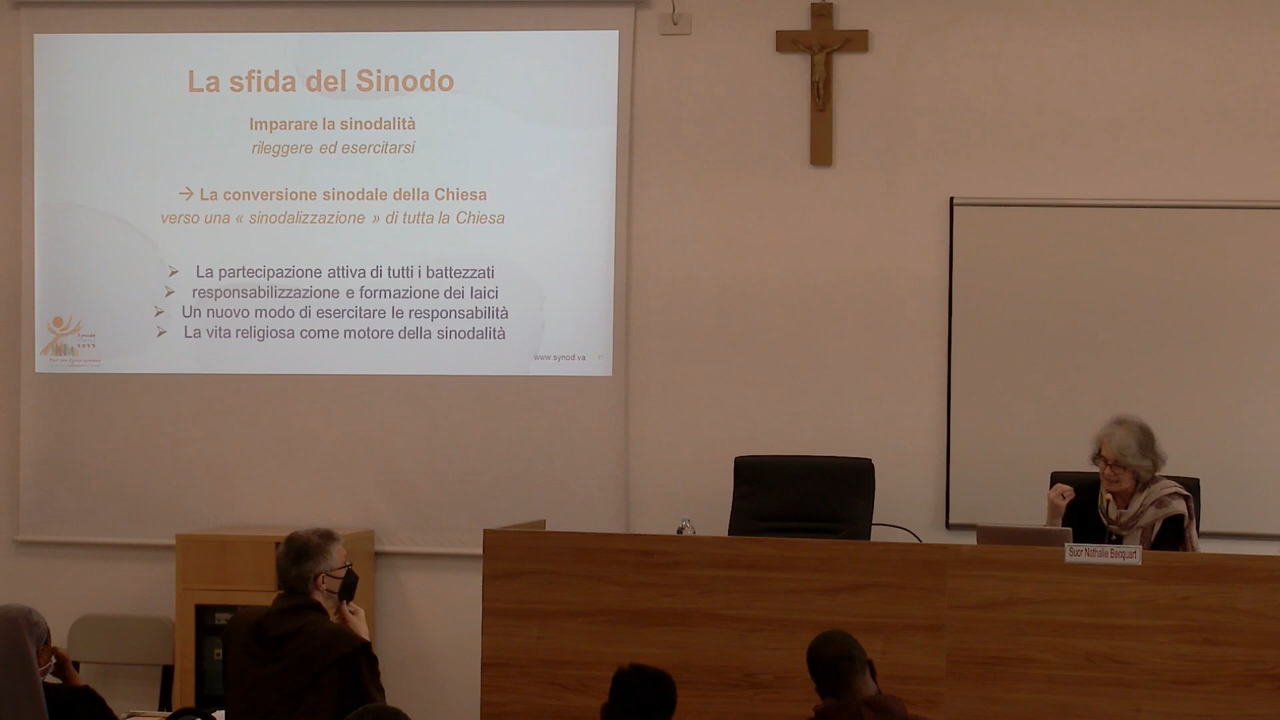 La sfida del Sinodo
Imparare la sinodalità
rileggere ed esercitarsi
→ La conversione sinodale della Chiesa
verso una « sinodalizzazione » di tutta la Chiesa
➢ La partecipazione attiva di tutti i battezzati
➢ responsabilizzazione e formazione dei laici
➢ Un nuovo modo di esercitare le responsabilità
➢ La vita religiosa come motore della sinodalità
www.synod.va
Suor Nathalie Becquart